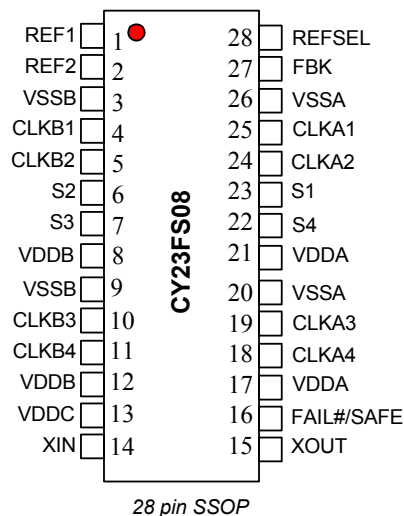 REF1 1 28 REFSEL
REF2 2 27 FBK
VSSB 3 26 VSSA
CLKB1 4 25 CLKA1
CLKB2 5 24 CLKA2
S2 6 23 S1
S3 7 22 S4
VDDB 8 21 VDDA
VSSB 9 20 VSSA
CLKB3 10 19 CLKA3
CLKB4 11 18 CLKA4
VDDB 12 17 VDDA
VDDC 13 16 FAIL#/SAFE
XIN 14 15 XOUT
CY23FS08
28 pin SSOP